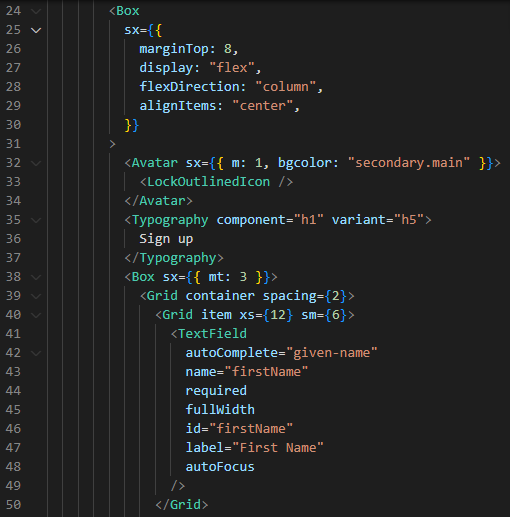 24 <Box
25 sx={{
26 marginTop: 8,
27 display: "flex",
28 flexDirection: "column",
29 alignItems: "center",
30 }}
31 >
32 <Avatar sx={{ m: 1, bgcolor: "secondary.main" }}>
33 <LockOutlinedIcon />
34 </Avatar>
35 <Typography component="h1" variant="h5">
36 Sign up
37 </Typography>
38 <Box sx={{ mt: 3 }}>
39 <Grid container spacing={2}>
40 <Grid item xs={12} sm={6}>
41 <TextField
42 autoComplete="given-name"
43 name="firstName"
44 required
45 fullWidth
46 id="firstName"
47 label="First Name"
48 autoFocus
49 />
50 </Grid>